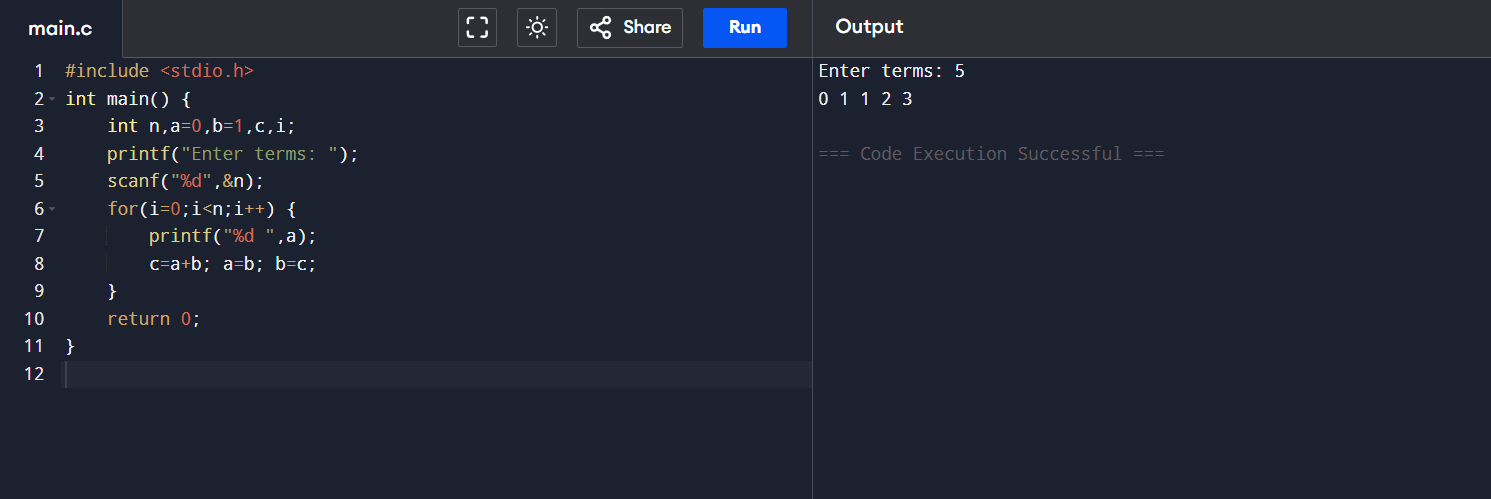 main.c
Share
Run
Output
1 #include <stdio.h>
2 int main() {
3     int n,a=0,b=1,c,i;
4     printf("Enter terms: ");
5     scanf("%d",&n);
6     for(i=0;i<n;i++) {
7         printf("%d ",a);
8         c=a+b; a=b; b=c;
9     }
10     return 0;
11 }
12
Enter terms: 5
0 1 1 2 3
=== Code Execution Successful ===